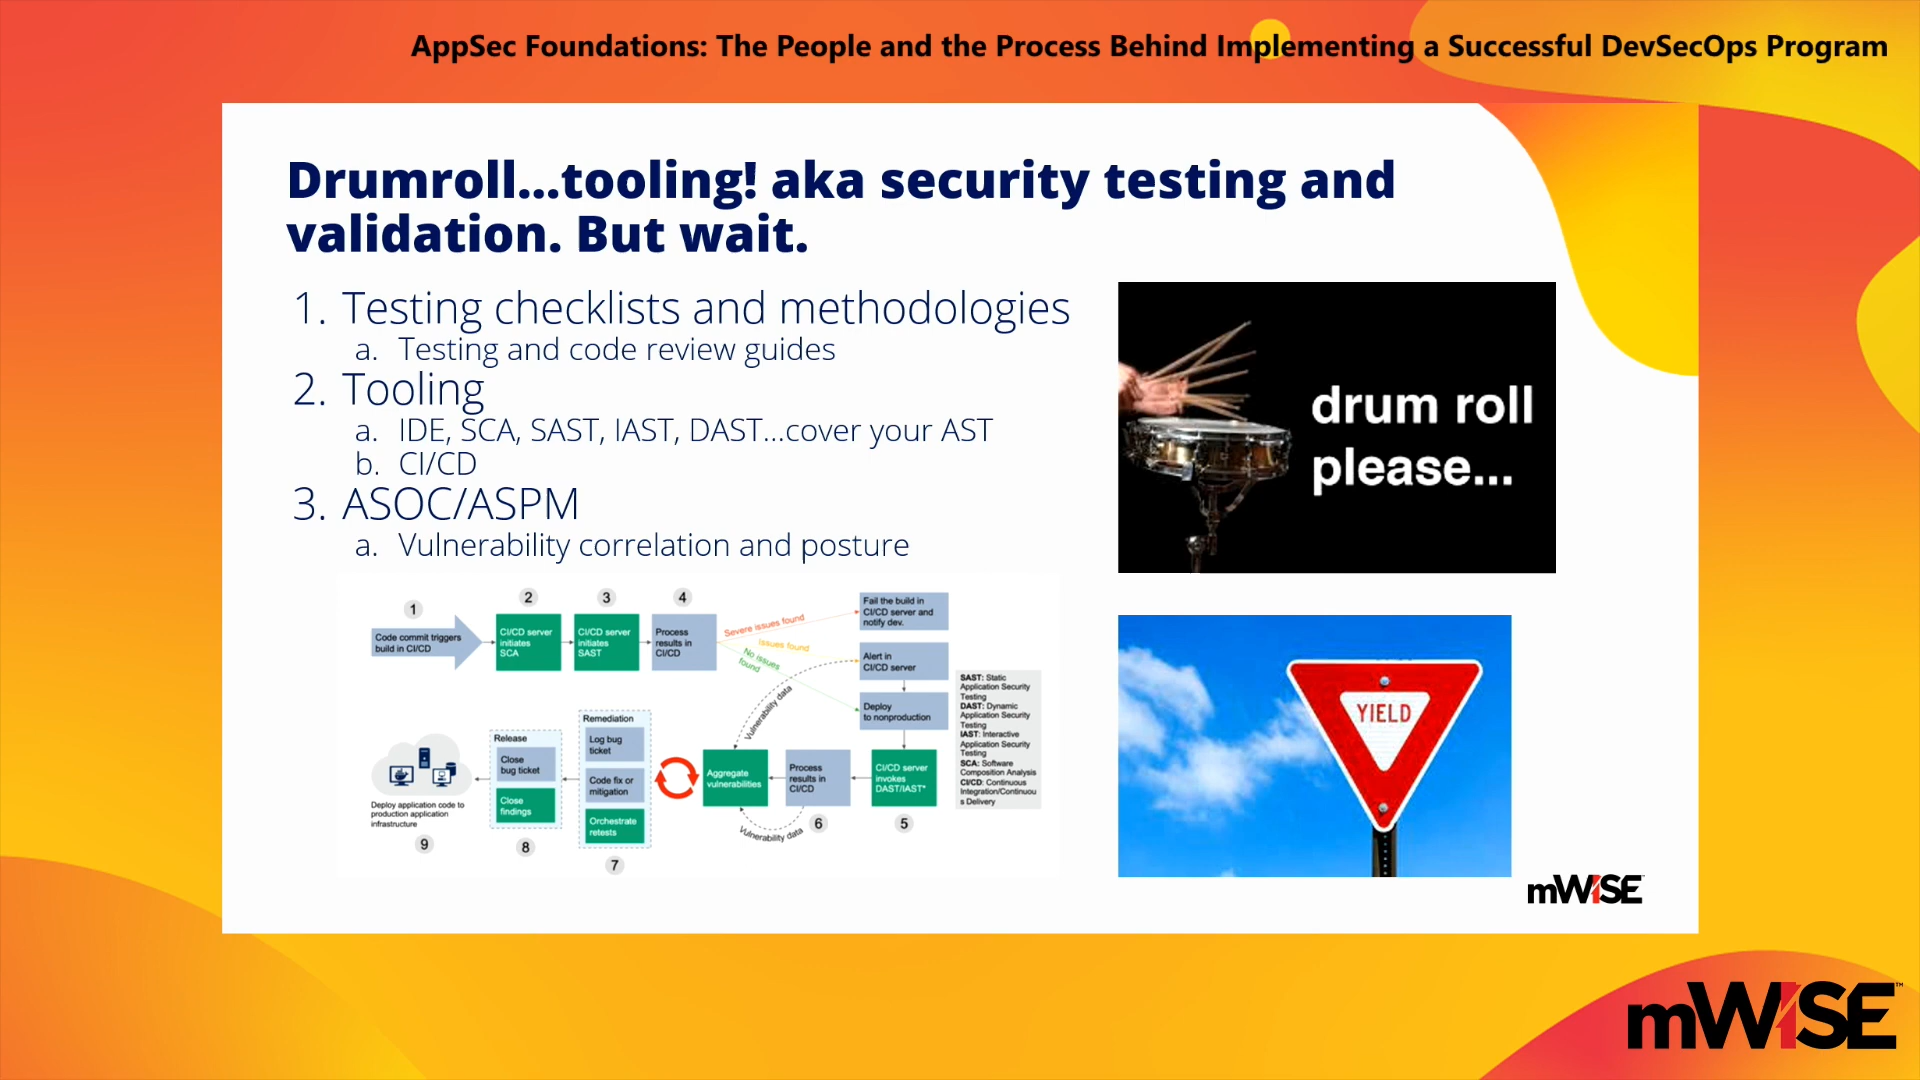 AppSec Foundations: The People and the Process Behind Implementing a Successful DevSecOps Program
Drumroll...tooling! aka security testing and
validation. But wait.
1. Testing checklists and methodologies
a. Testing and code review guides
2. Tooling
a. IDE, SCA, SAST, IAST, DAST...cover your AST
b. CI/CD
3. ASOC/ASPM
a. Vulnerability correlation and posture
drum roll
please...
1
Code commit triggers
build in CI/CD
2
CI/CD server
initiates
SCA
3
CI/CD server
initiates
SAST
4
Process
results in
CI/CD
Severe issues found
Issues found
No issues
found
Fail the build in
CI/CD server and
notify dev.
Alert in
CI/CD server
Deploy
to nonproduction
Vulnerability data
SAST: Static
Application Security
Testing
DAST: Dynamic
Application Security
Testing
IAST: Interactive
Application Security
Testing
SCA: Software
Composition Analysis
CI/CD: Continuous
Integration/Continuou
s Delivery
CI/CD server
invokes
DAST/IAST*
5
Process
results in
CI/CD
6
Aggregate
vulnerabilities
Vulnerability data
Remediation
Log bug
ticket
Code fix or
mitigation
Orchestrate
retests
7
Release
Close
bug ticket
Close
findings
8
Deploy application code to
production application
infrastructure
9
YIELD
mWISE
mWISE™